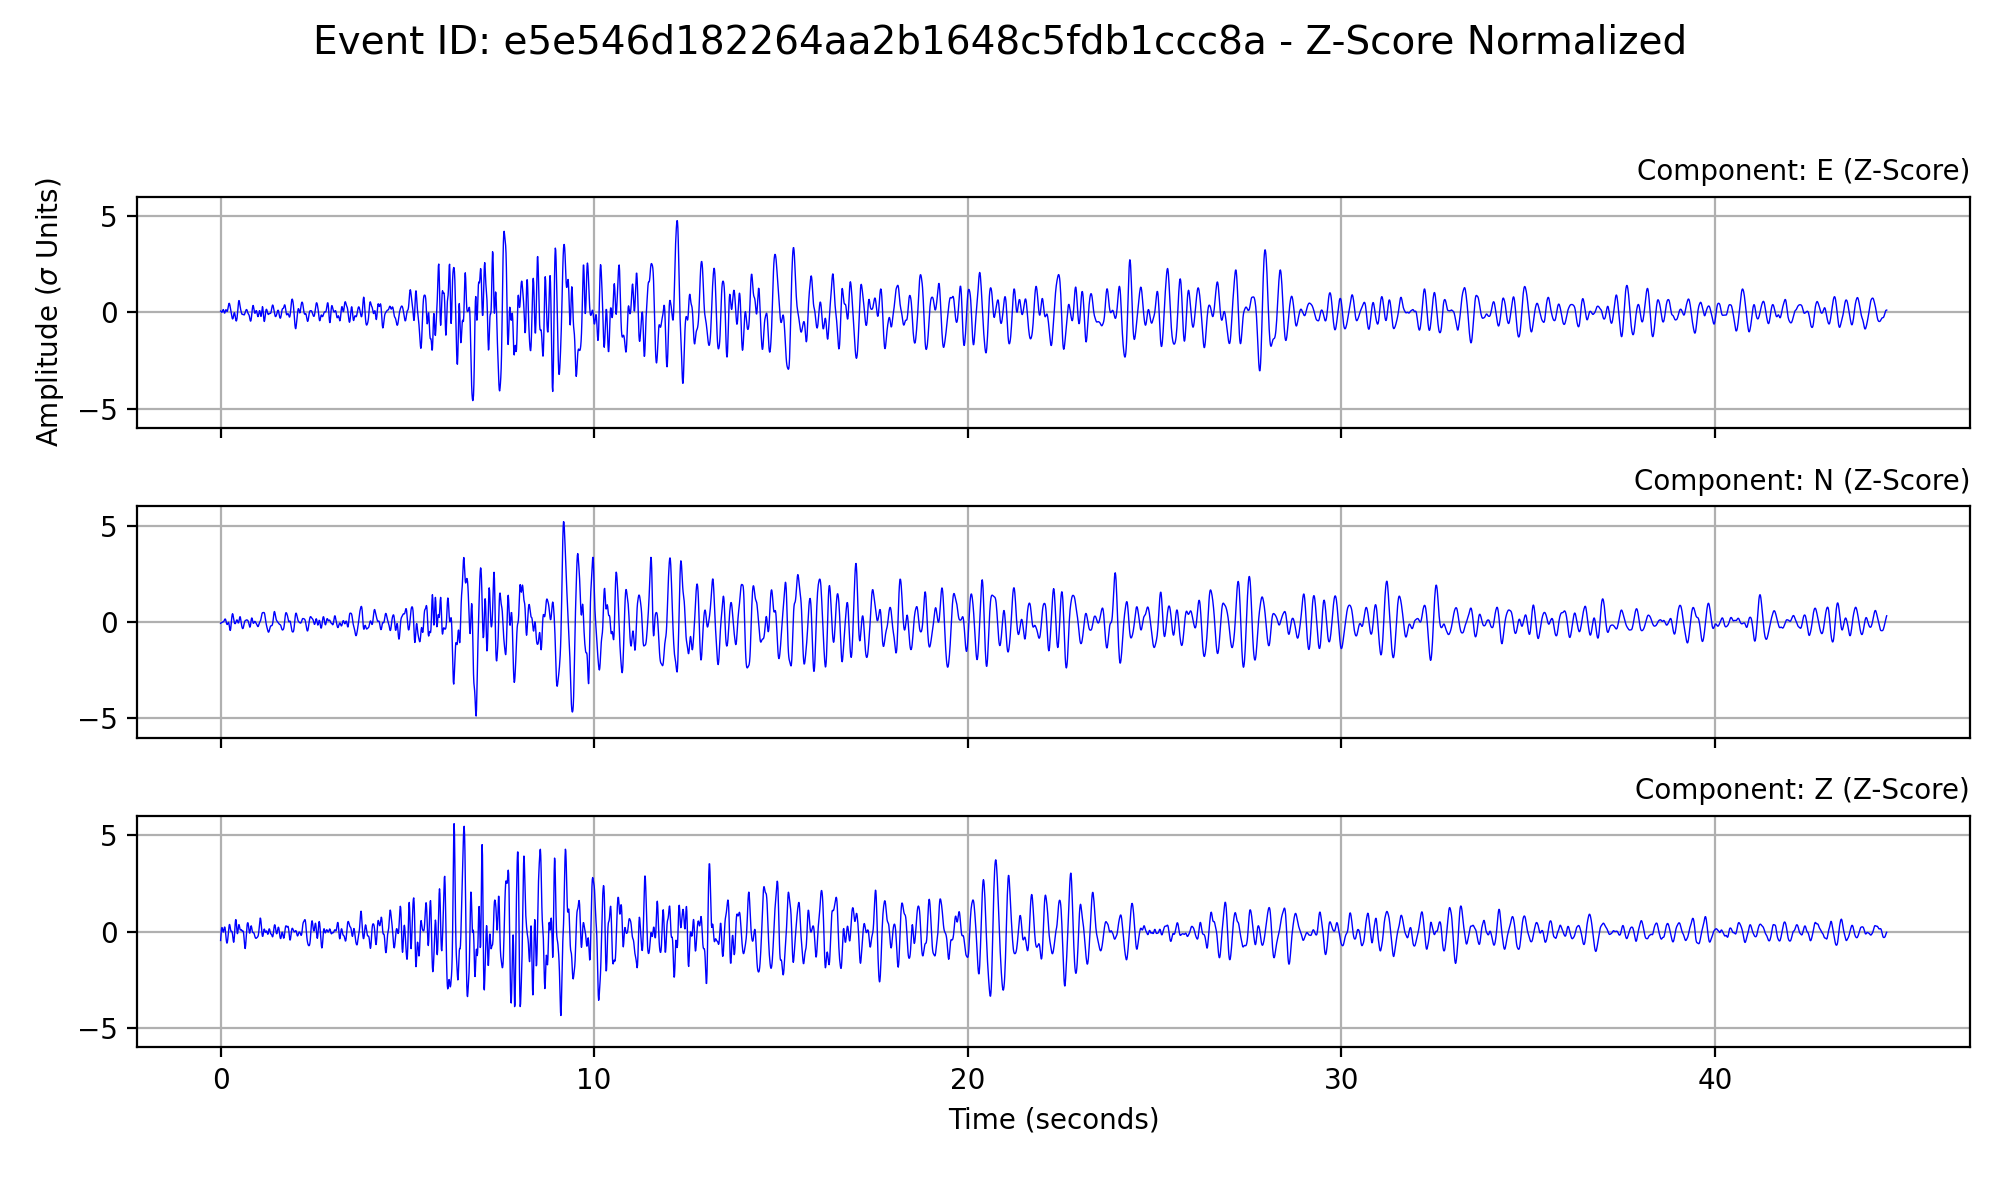 Event ID: e5e546d182264aa2b1648c5fdb1ccc8a - Z-Score Normalized
Component: E (Z-Score)
Amplitude (σ Units)
5
0
−5
Component: N (Z-Score)
5
0
−5
Component: Z (Z-Score)
5
0
−5
0 10 20 30 40
Time (seconds)